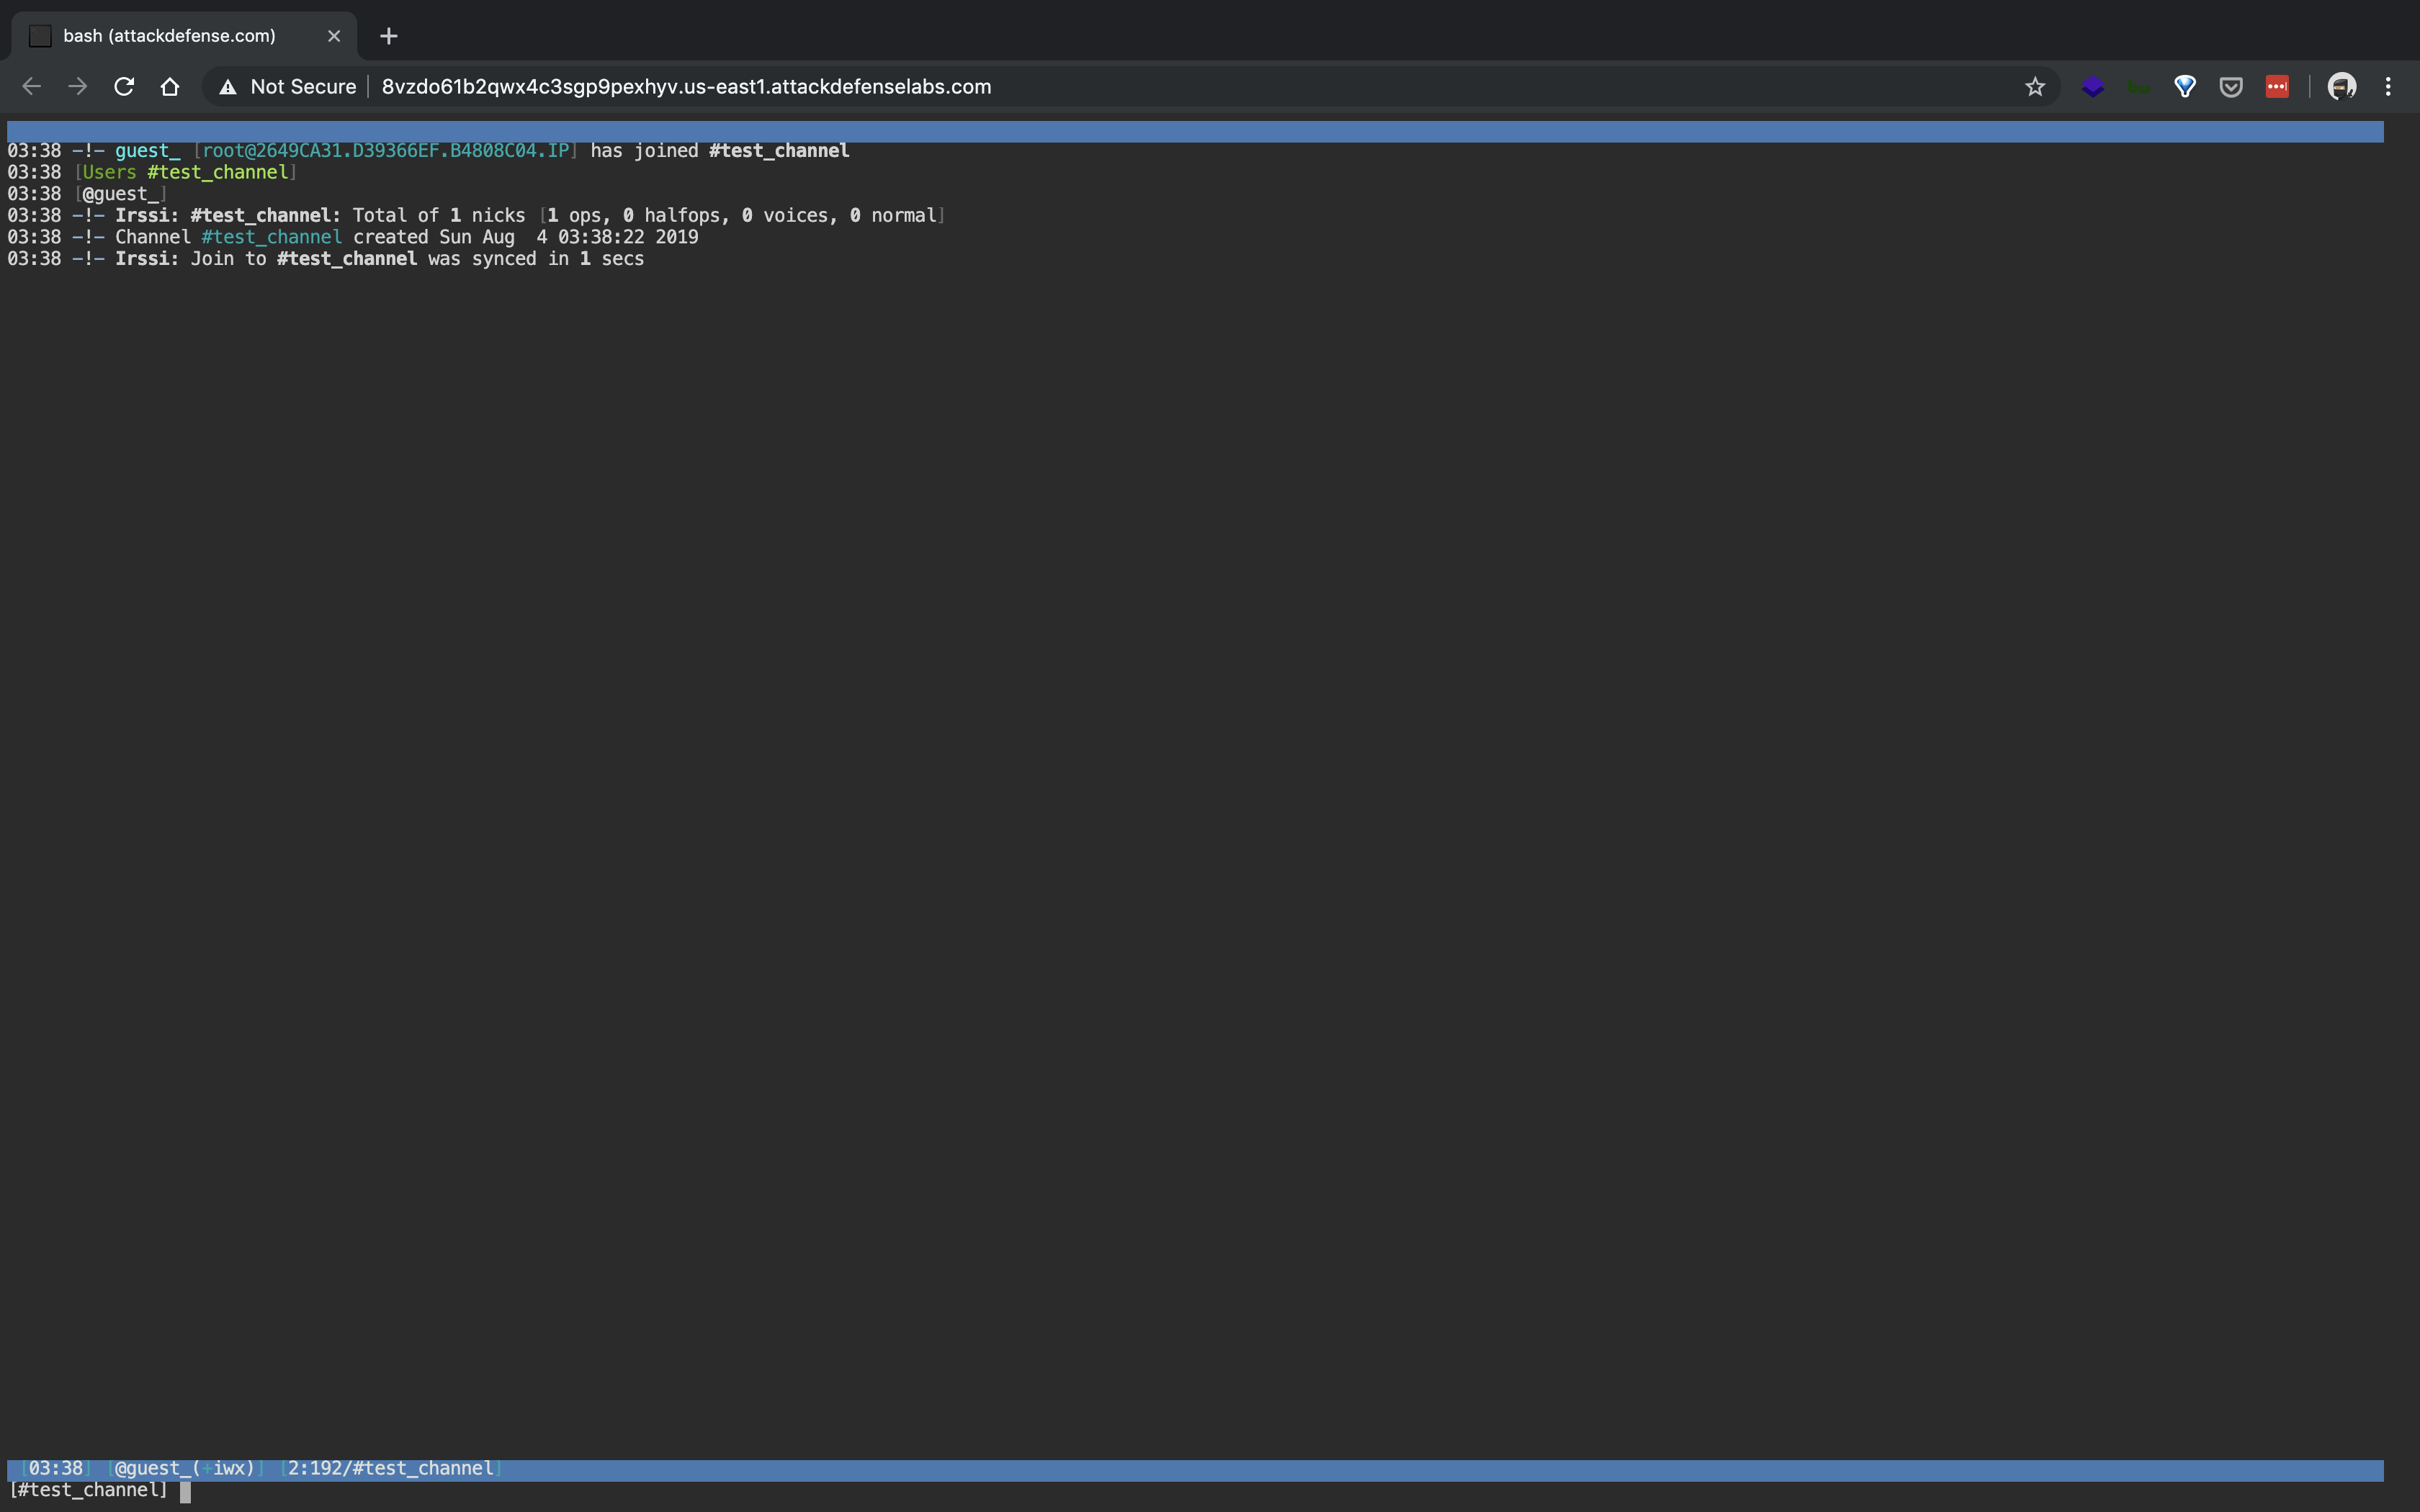 bash (attackdefense.com)
Not Secure | 8vzdo61b2qwx4c3sgp9pexhyv.us-east1.attackdefenselabs.com
03:38 -!- guest_ [root@2649CA31.D39366EF.B4808C04.IP] has joined #test_channel
03:38 [Users #test_channel]
03:38 [@guest_]
03:38 -!- Irssi: #test_channel: Total of 1 nicks [1 ops, 0 halfops, 0 voices, 0 normal]
03:38 -!- Channel #test_channel created Sun Aug  4 03:38:22 2019
03:38 -!- Irssi: Join to #test_channel was synced in 1 secs
[03:38] [@guest_(+iwx)] [2:192/#test_channel]
[#test_channel]